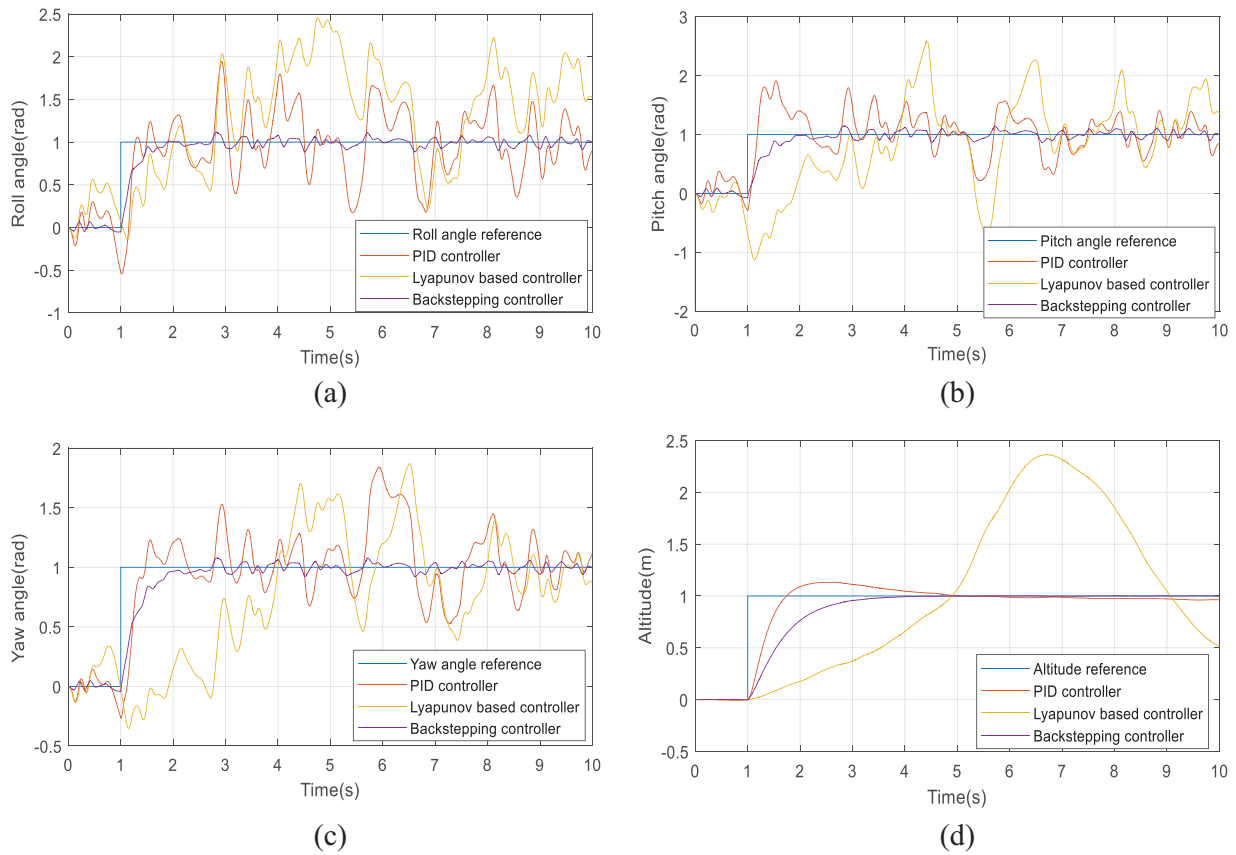 2.5
2
1.5
1
0.5
0
-0.5
-1
Roll angle(rad)
Roll angle reference
PID controller
Lyapunov based controller
Backstepping controller
0 1 2 3 4 5 6 7 8 9 10
Time(s)
(a)
3
2
1
0
-1
-2
Pitch angle(rad)
Pitch angle reference
PID controller
Lyapunov based controller
Backstepping controller
0 1 2 3 4 5 6 7 8 9 10
Time(s)
(b)
2
1.5
1
0.5
0
-0.5
Yaw angle(rad)
Yaw angle reference
PID controller
Lyapunov based controller
Backstepping controller
0 1 2 3 4 5 6 7 8 9 10
Time(s)
(c)
2.5
2
1.5
1
0.5
0
-0.5
Altitude(m)
Altitude reference
PID controller
Lyapunov based controller
Backstepping controller
0 1 2 3 4 5 6 7 8 9 10
Time(s)
(d)